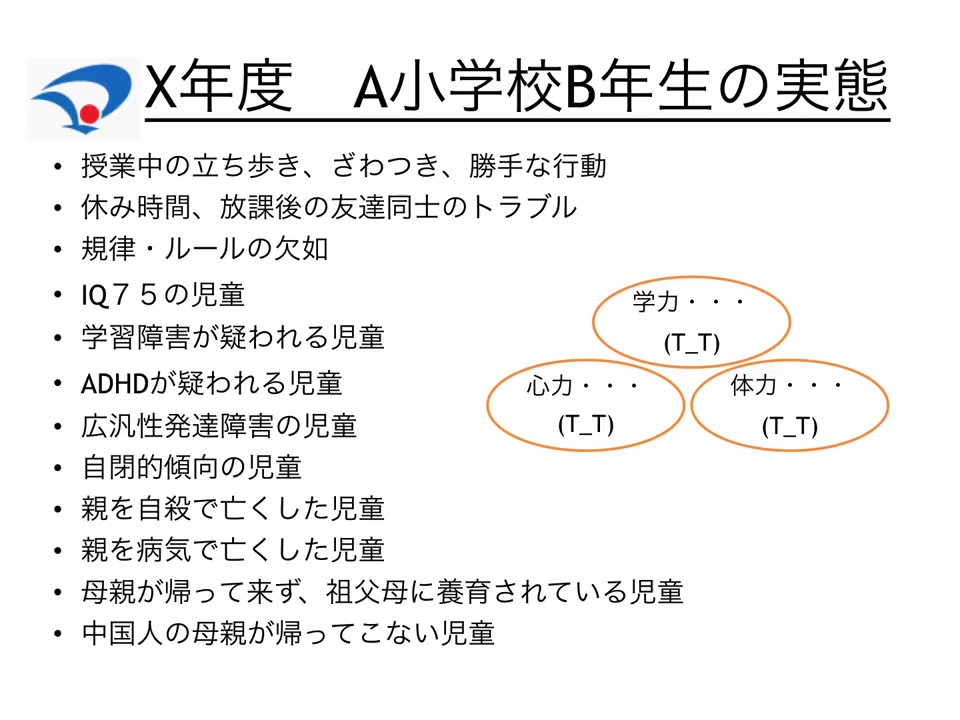 X年度　A小学校B年生の実態
• 授業中の立ち歩き、ざわつき、勝手な行動
• 休み時間、放課後の友達同士のトラブル
• 規律・ルールの欠如
• IQ７５の児童
• 学習障害が疑われる児童
• ADHDが疑われる児童
• 広汎性発達障害の児童
• 自閉的傾向の児童
• 親を自殺で亡くした児童
• 親を病気で亡くした児童
• 母親が帰って来ず、祖父母に養育されている児童
• 中国人の母親が帰ってこない児童
学力・・・
(T_T)
心力・・・
(T_T)
体力・・・
(T_T)